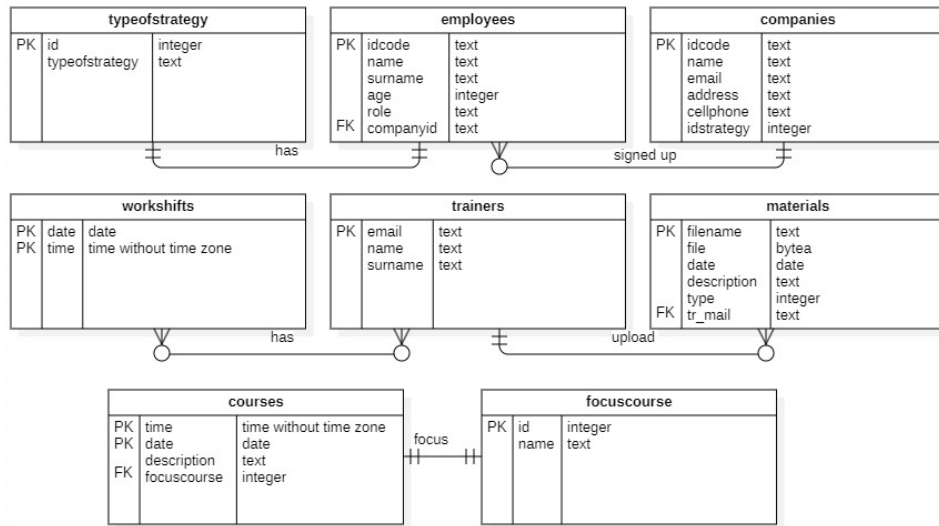 typeofstrategy
PK id integer
typeofstrategy text
employees
PK idcode text
name text
surname text
age integer
role text
FK companyid text
companies
PK idcode text
name text
email text
address text
cellphone text
idstrategy integer
has
signed up
workshifts
PK date date
PK time time without time zone
trainers
PK email text
name text
surname text
materials
PK filename text
file bytea
date date
description text
type integer
FK tr_mail text
has
upload
courses
PK time time without time zone
PK date date
description text
FK focuscourse integer
focus
focuscourse
PK id integer
name text